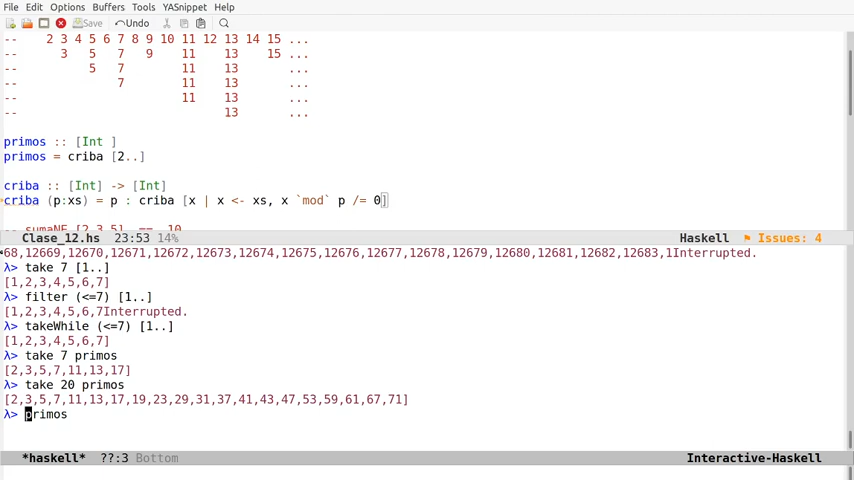 File Edit Options Buffers Tools YASnippet Help
Save Undo
-- 2 3 4 5 6 7 8 9 10 11 12 13 14 15 ...
-- 3 5 7 9 11 13 15 ...
-- 5 7 11 13 ...
-- 7 11 13 ...
-- 11 13 ...
-- 13 ...
primos :: [Int ]
primos = criba [2..]
criba :: [Int] -> [Int]
criba (p:xs) = p : criba [x | x <- xs, x `mod` p /= 0]
-- sumaNE [2,3,5] == 10
Clase_12.hs 23:53 14% Haskell Issues: 4
68,12669,12670,12671,12672,12673,12674,12675,12676,12677,12678,12679,12680,12681,12682,12683,1Interrupted.
λ> take 7 [1..]
[1,2,3,4,5,6,7]
λ> filter (<=7) [1..]
[1,2,3,4,5,6,7Interrupted.
λ> takeWhile (<=7) [1..]
[1,2,3,4,5,6,7]
λ> take 7 primos
[2,3,5,7,11,13,17]
λ> take 20 primos
[2,3,5,7,11,13,17,19,23,29,31,37,41,43,47,53,59,61,67,71]
λ> primos
*haskell* ??:3 Bottom Interactive-Haskell